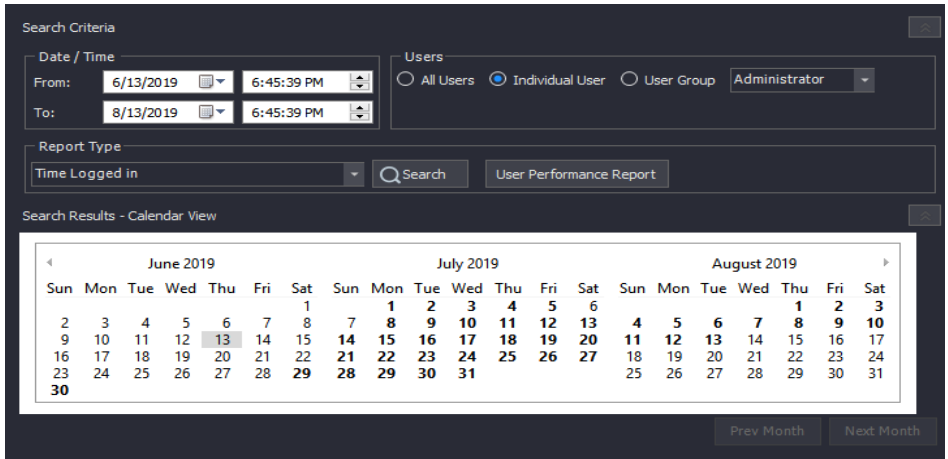 Search Criteria
Date / Time
Users
From: 6/13/2019 6:45:39 PM
All Users Individual User User Group Administrator
To: 8/13/2019 6:45:39 PM
Report Type
Time Logged in Search User Performance Report
Search Results - Calendar View
June 2019 July 2019 August 2019
Sun Mon Tue Wed Thu Fri Sat Sun Mon Tue Wed Thu Fri Sat Sun Mon Tue Wed Thu Fri Sat
1 1 2 3 4 5 6 1 2 3
2 3 4 5 6 7 8 7 8 9 10 11 12 13 4 5 6 7 8 9 10
9 10 11 12 13 14 15 14 15 16 17 18 19 20 11 12 13 14 15 16 17
16 17 18 19 20 21 22 21 22 23 24 25 26 27 18 19 20 21 22 23 24
23 24 25 26 27 28 29 28 29 30 31 25 26 27 28 29 30 31
30
Prev Month Next Month